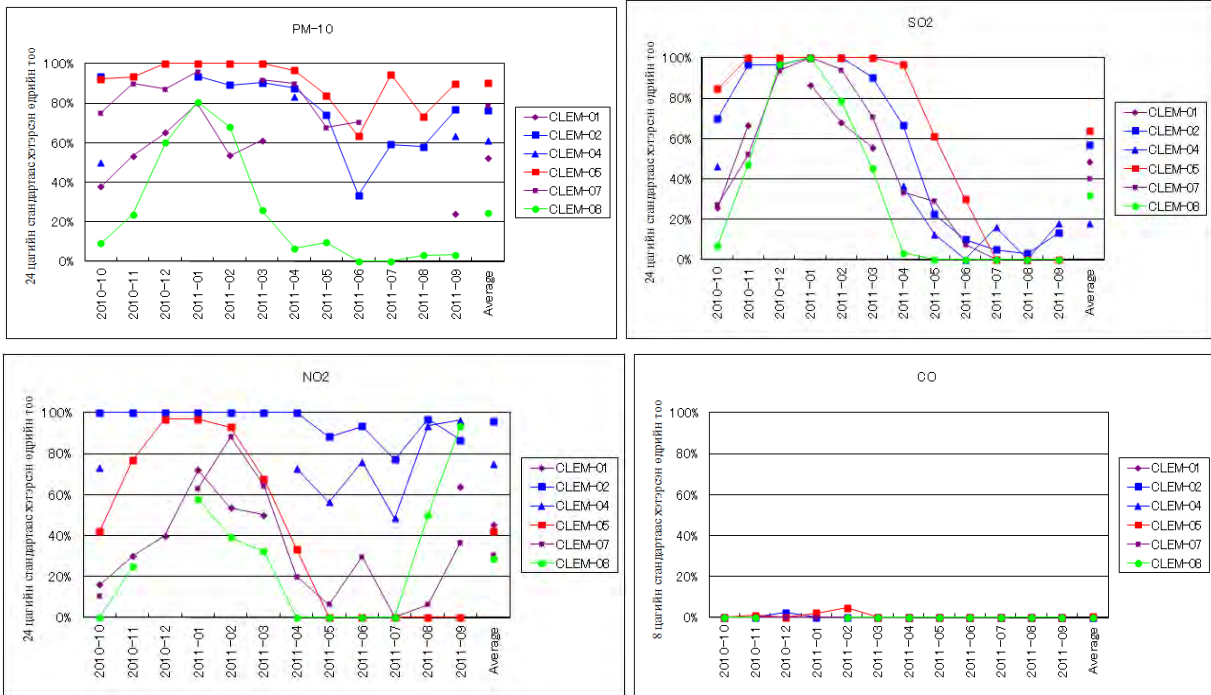 PM-10
24 цагийн стандартаас хэтэрсэн өдрийн тоо
100%
80%
60%
40%
20%
0%
2010-10
2010-11
2010-12
2011-01
2011-02
2011-03
2011-04
2011-05
2011-06
2011-07
2011-08
2011-09
Average
CLEM-01
CLEM-02
CLEM-04
CLEM-05
CLEM-07
CLEM-08
SO2
24 цагийн стандартаас хэтэрсэн өдрийн тоо
100%
80%
60%
40%
20%
0%
2010-10
2010-11
2010-12
2011-01
2011-02
2011-03
2011-04
2011-05
2011-06
2011-07
2011-08
2011-09
Average
CLEM-01
CLEM-02
CLEM-04
CLEM-05
CLEM-07
CLEM-08
NO2
24 цагийн стандартаас хэтэрсэн өдрийн тоо
100%
80%
60%
40%
20%
0%
2010-10
2010-11
2010-12
2011-01
2011-02
2011-03
2011-04
2011-05
2011-06
2011-07
2011-08
2011-09
Average
CLEM-01
CLEM-02
CLEM-04
CLEM-05
CLEM-07
CLEM-08
CO
8 цагийн стандартаас хэтэрсэн өдрийн тоо
100%
80%
60%
40%
20%
0%
2010-10
2010-11
2010-12
2011-01
2011-02
2011-03
2011-04
2011-05
2011-06
2011-07
2011-08
2011-09
Average
CLEM-01
CLEM-02
CLEM-04
CLEM-05
CLEM-07
CLEM-08